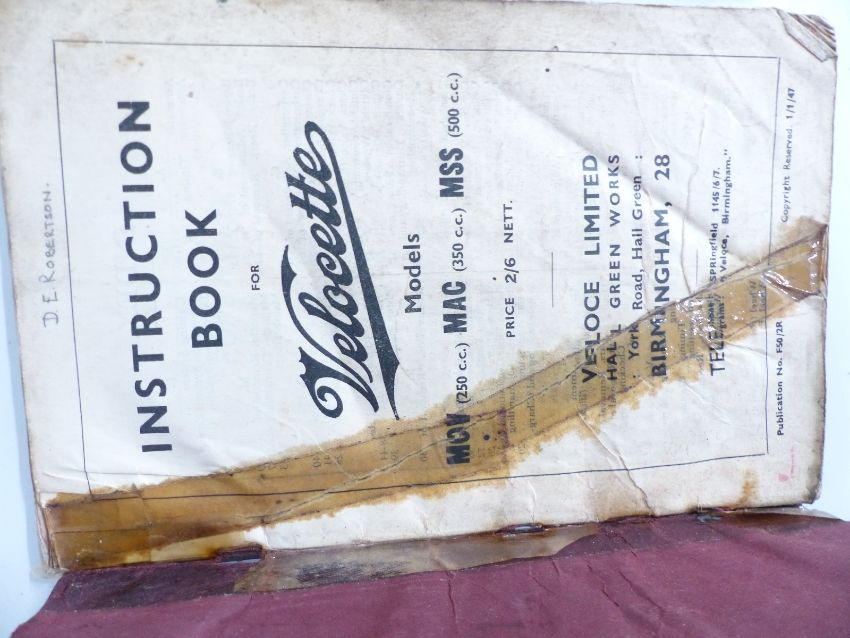 D. E. ROBERTSON.
INSTRUCTION
BOOK
FOR
Velocette
Models
MOV (250 c.c.) MAC (350 c.c.) MSS (500 c.c.)
PRICE 2/6 NETT.
VELOCE LIMITED
HALL GREEN WORKS
York Road, Hall Green :
BIRMINGHAM, 28
SPRingfield 1145/6/7.
Veloce, Birmingham."
Publication No. F50/2R Copyright Reserved. 1/1/47